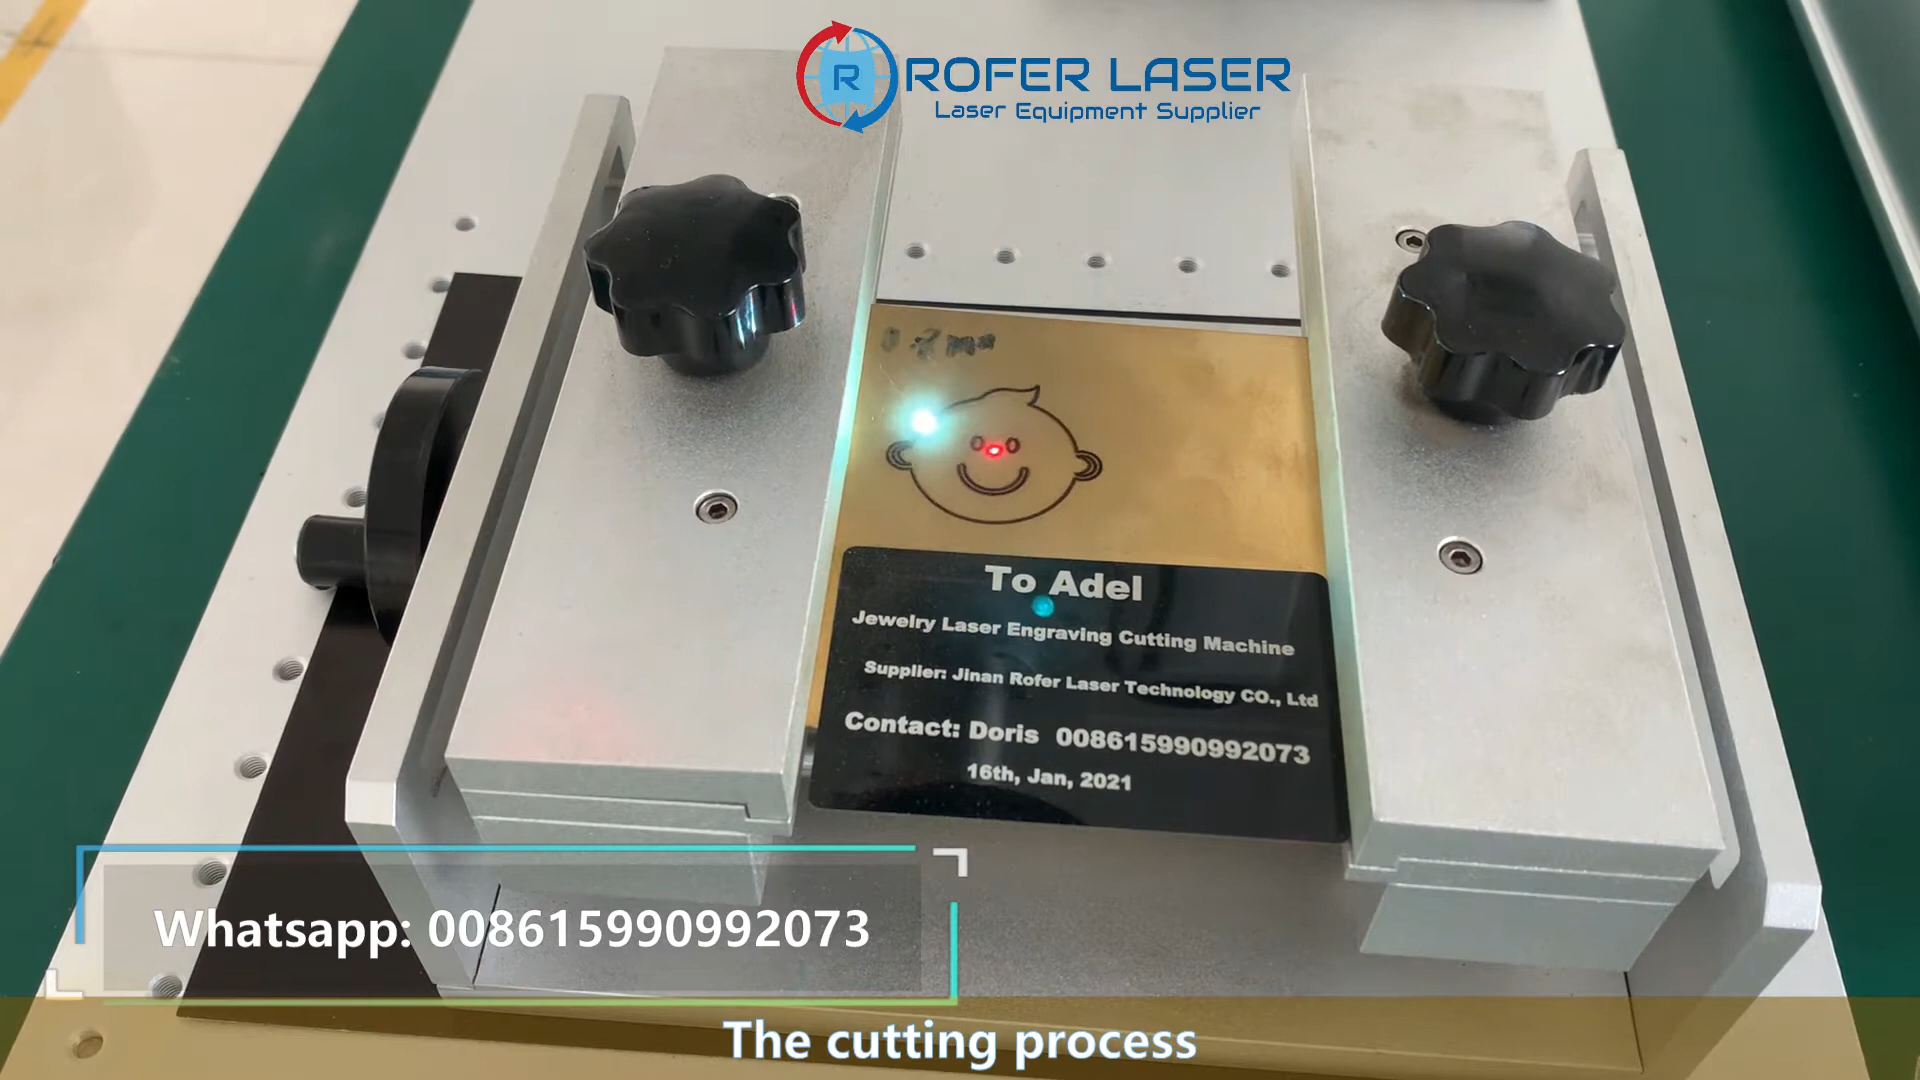 R ROFER LASER
Laser Equipment Supplier
To Adel
Jewelry Laser Engraving Cutting Machine
Supplier: Jinan Rofer Laser Technology CO., Ltd
Contact: Doris 008615990992073
16th, Jan, 2021
Whatsapp: 008615990992073
The cutting process